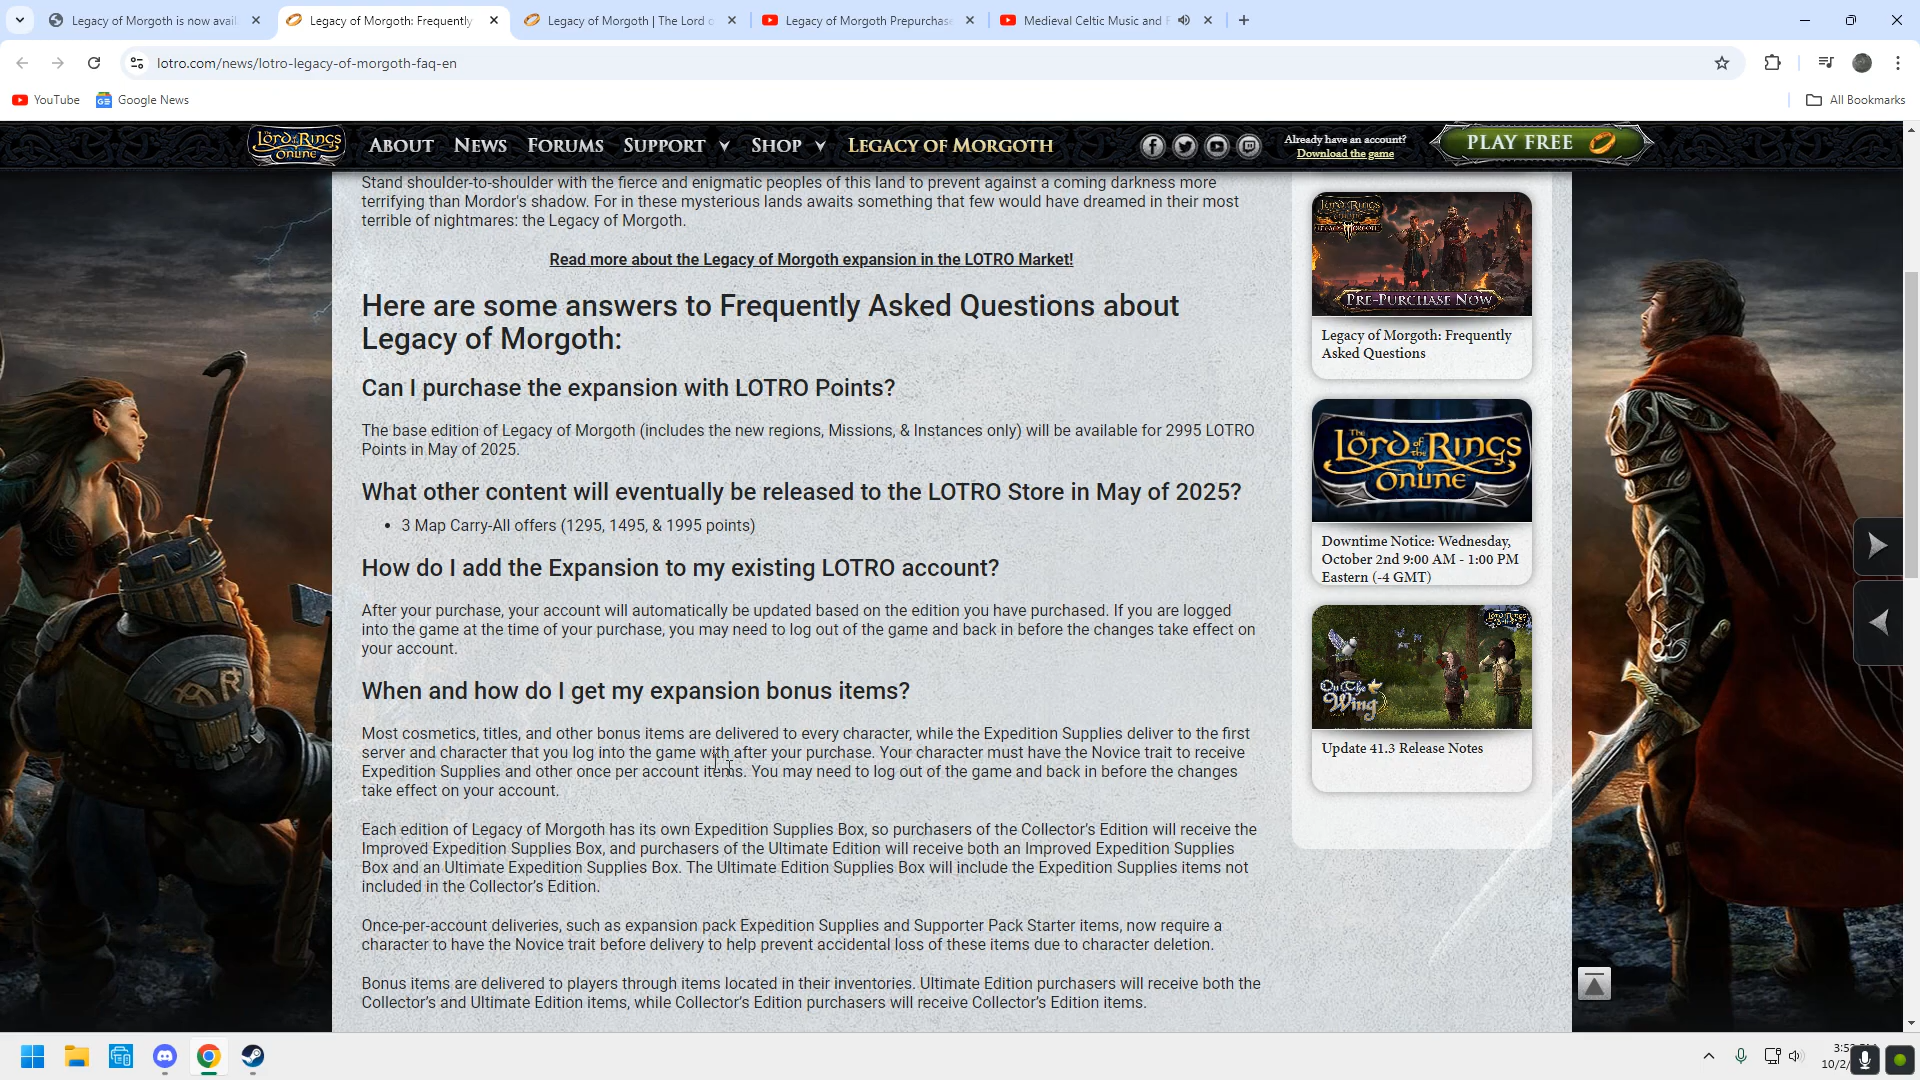 Legacy of Morgoth is now avail
Legacy of Morgoth: Frequently
Legacy of Morgoth | The Lord o
Legacy of Morgoth Prepurchase
Medieval Celtic Music and F
lotro.com/news/lotro-legacy-of-morgoth-faq-en
YouTube
Google News
All Bookmarks
The Lord of the Rings Online
ABOUT
NEWS
FORUMS
SUPPORT
SHOP
LEGACY OF MORGOTH
Already have an account?
Download the game
PLAY FREE
Stand shoulder-to-shoulder with the fierce and enigmatic peoples of this land to prevent against a coming darkness more
terrifying than Mordor's shadow. For in these mysterious lands awaits something that few would have dreamed in their most
terrible of nightmares: the Legacy of Morgoth.
Read more about the Legacy of Morgoth expansion in the LOTRO Market!
Here are some answers to Frequently Asked Questions about
Legacy of Morgoth:
Can I purchase the expansion with LOTRO Points?
The base edition of Legacy of Morgoth (includes the new regions, Missions, & Instances only) will be available for 2995 LOTRO
Points in May of 2025.
What other content will eventually be released to the LOTRO Store in May of 2025?
• 3 Map Carry-All offers (1295, 1495, & 1995 points)
How do I add the Expansion to my existing LOTRO account?
After your purchase, your account will automatically be updated based on the edition you have purchased. If you are logged
into the game at the time of your purchase, you may need to log out of the game and back in before the changes take effect on
your account.
When and how do I get my expansion bonus items?
Most cosmetics, titles, and other bonus items are delivered to every character, while the Expedition Supplies deliver to the first
server and character that you log into the game with after your purchase. Your character must have the Novice trait to receive
Expedition Supplies and other once per account items. You may need to log out of the game and back in before the changes
take effect on your account.
Each edition of Legacy of Morgoth has its own Expedition Supplies Box, so purchasers of the Collector's Edition will receive the
Improved Expedition Supplies Box, and purchasers of the Ultimate Edition will receive both an Improved Expedition Supplies
Box and an Ultimate Expedition Supplies Box. The Ultimate Edition Supplies Box will include the Expedition Supplies items not
included in the Collector's Edition.
Once-per-account deliveries, such as expansion pack Expedition Supplies and Supporter Pack Starter items, now require a
character to have the Novice trait before delivery to help prevent accidental loss of these items due to character deletion.
Bonus items are delivered to players through items located in their inventories. Ultimate Edition purchasers will receive both the
Collector's and Ultimate Edition items, while Collector's Edition purchasers will receive Collector's Edition items.
PRE-PURCHASE NOW
Legacy of Morgoth: Frequently
Asked Questions
The Lord of the Rings
ONLINE
Downtime Notice: Wednesday,
October 2nd 9:00 AM - 1:00 PM
Eastern (-4 GMT)
On The
Wing
Update 41.3 Release Notes
10/2/